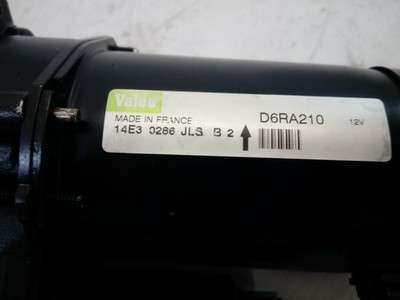 Valeo
MADE IN FRANCE
D6RA210
12V
14E3 0286 JLS B 2